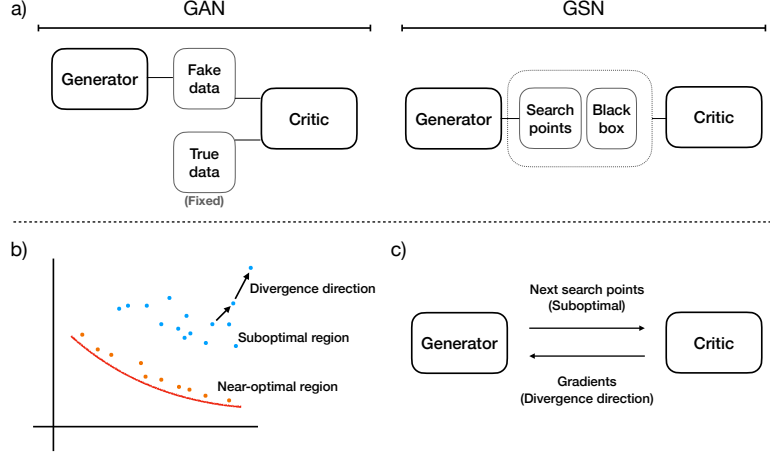 a)
GAN
GSN
Generator
Fake
data
True
data
(Fixed)
Critic
Generator
Search
points
Black
box
Critic
b)
Divergence direction
Suboptimal region
Near-optimal region
c)
Generator
Next search points
(Suboptimal)
Gradients
(Divergence direction)
Critic